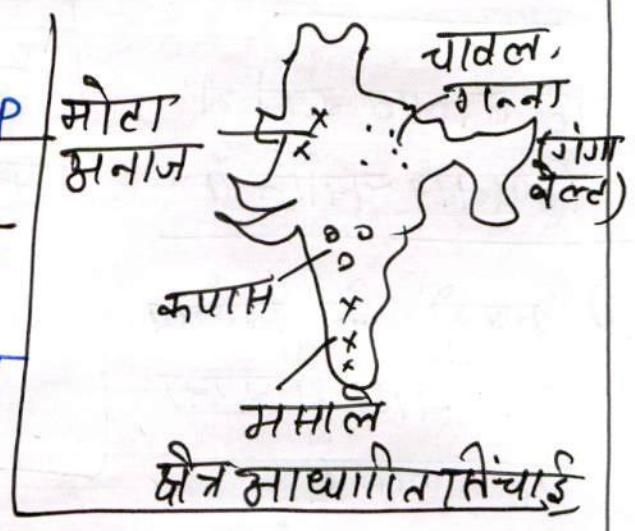 चावल,
गन्ना
P
मोटा
अनाज
(गंगा
बेल्ट)
कपास
मसाले
क्षेत्र आधारित सिंचाई